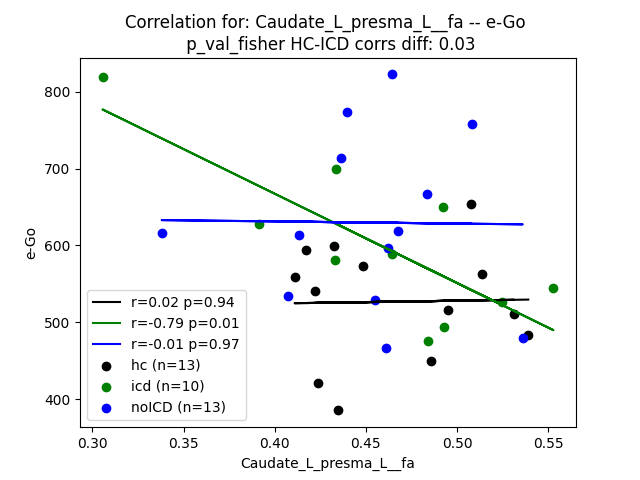 Correlation for: Caudate_L_presma_L__fa -- e-Go
p_val_fisher HC-ICD corrs diff: 0.03
800
700
600
500
400
e-Go
r=0.02 p=0.94
r=-0.79 p=0.01
r=-0.01 p=0.97
hc (n=13)
icd (n=10)
noICD (n=13)
0.30 0.35 0.40 0.45 0.50 0.55
Caudate_L_presma_L__fa